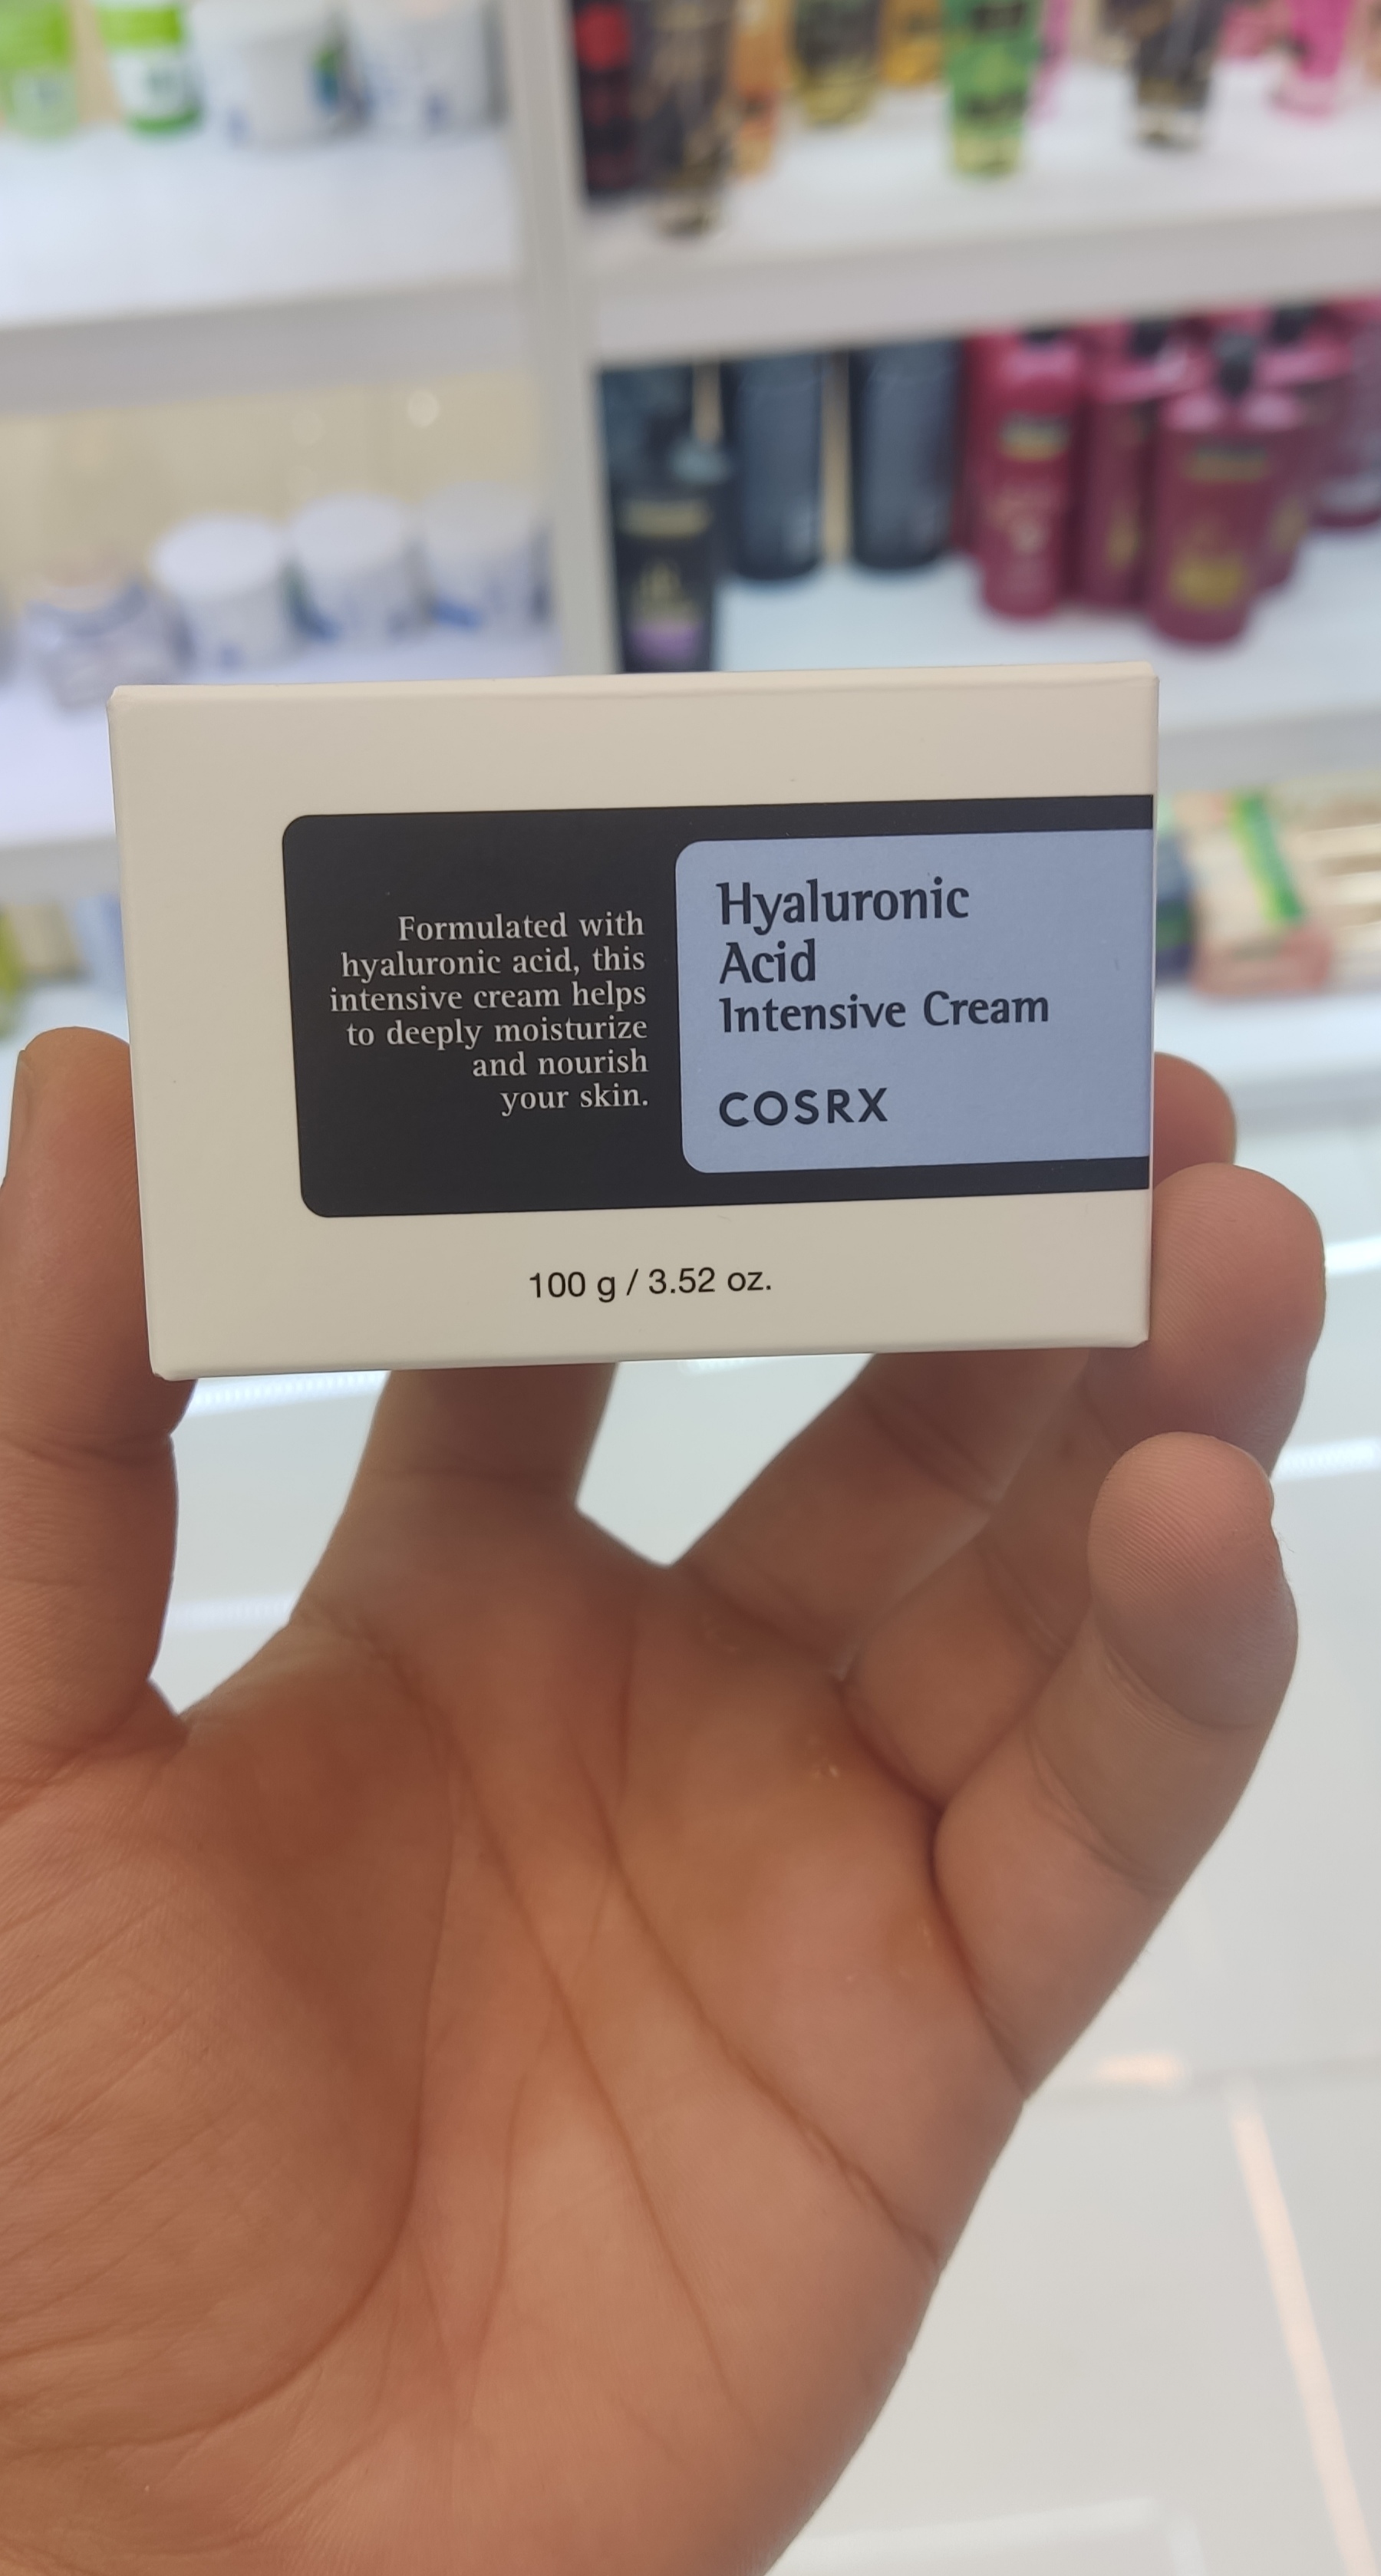 Formulated with
hyaluronic acid, this
intensive cream helps
to deeply moisturize
and nourish
your skin.
Hyaluronic
Acid
Intensive Cream
COSRX
100 g / 3.52 oz.